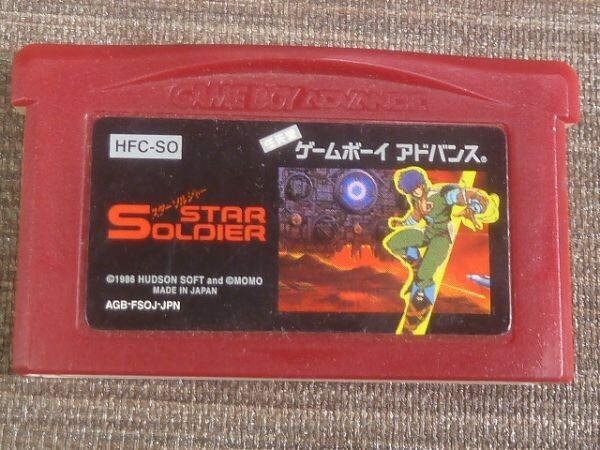 GAME BOY ADVANCE
HFC-SO
ゲームボーイ アドバンス®
スターソルジャー
STAR
SOLDIER
©1986 HUDSON SOFT and ©MOMO
MADE IN JAPAN
AGB-FSOJ-JPN